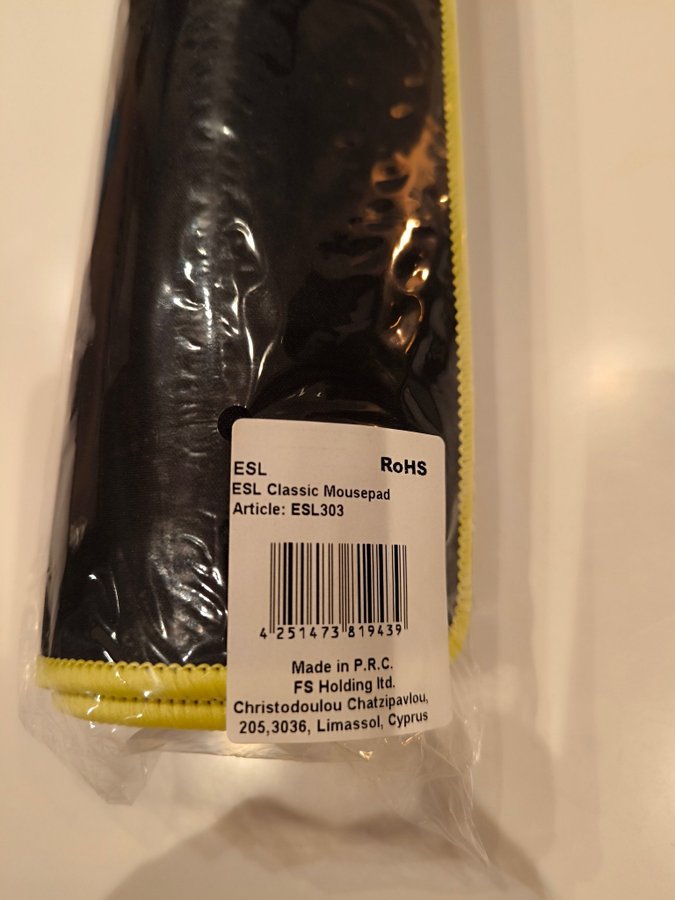 ESL
RoHS
ESL Classic Mousepad
Article: ESL303
4 251473 819439
Made in P.R.C.
FS Holding ltd.
Christodoulou Chatzipavlou,
205,3036, Limassol, Cyprus